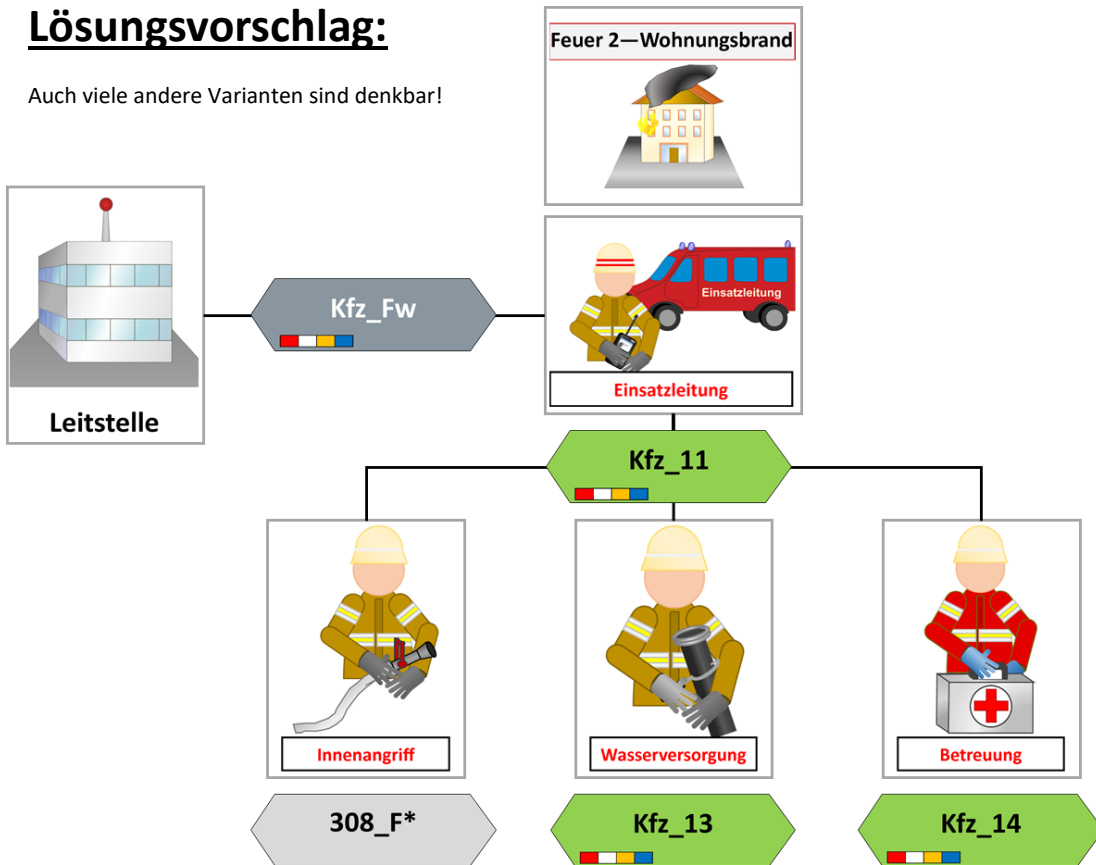 Lösungsvorschlag:
Auch viele andere Varianten sind denkbar!
Feuer 2—Wohnungsbrand
Leitstelle
Kfz_Fw
Einsatzleitung
Einsatzleitung
Kfz_11
Innenangriff
Wasserversorgung
Betreuung
308_F*
Kfz_13
Kfz_14